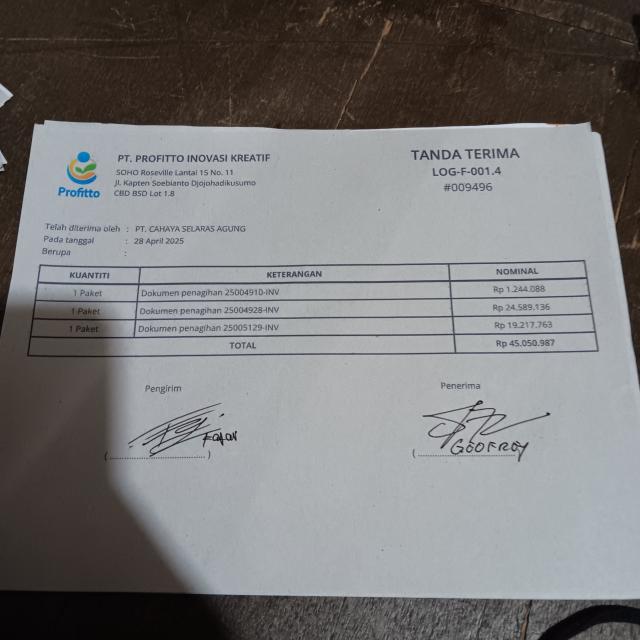 Profitto
PT. PROFITTO INOVASI KREATIF
SOHO Roseville Lantai 15 No. 11
Jl. Kapten Soebianto Djojohadikusumo
CBD BSD Lot 1.8
TANDA TERIMA
LOG-F-001.4
#009496
Telah diterima oleh : PT. CAHAYA SELARAS AGUNG
Pada tanggal : 28 April 2025
Berupa :
KUANTITI KETERANGAN NOMINAL
1 Paket Dokumen penagihan 25004910-INV Rp 1.244.088
1 Paket Dokumen penagihan 25004928-INV Rp 24.589.136
1 Paket Dokumen penagihan 25005129-INV Rp 19.217.763
TOTAL Rp 45.050.987
Pengirim Penerima
GEOFREY